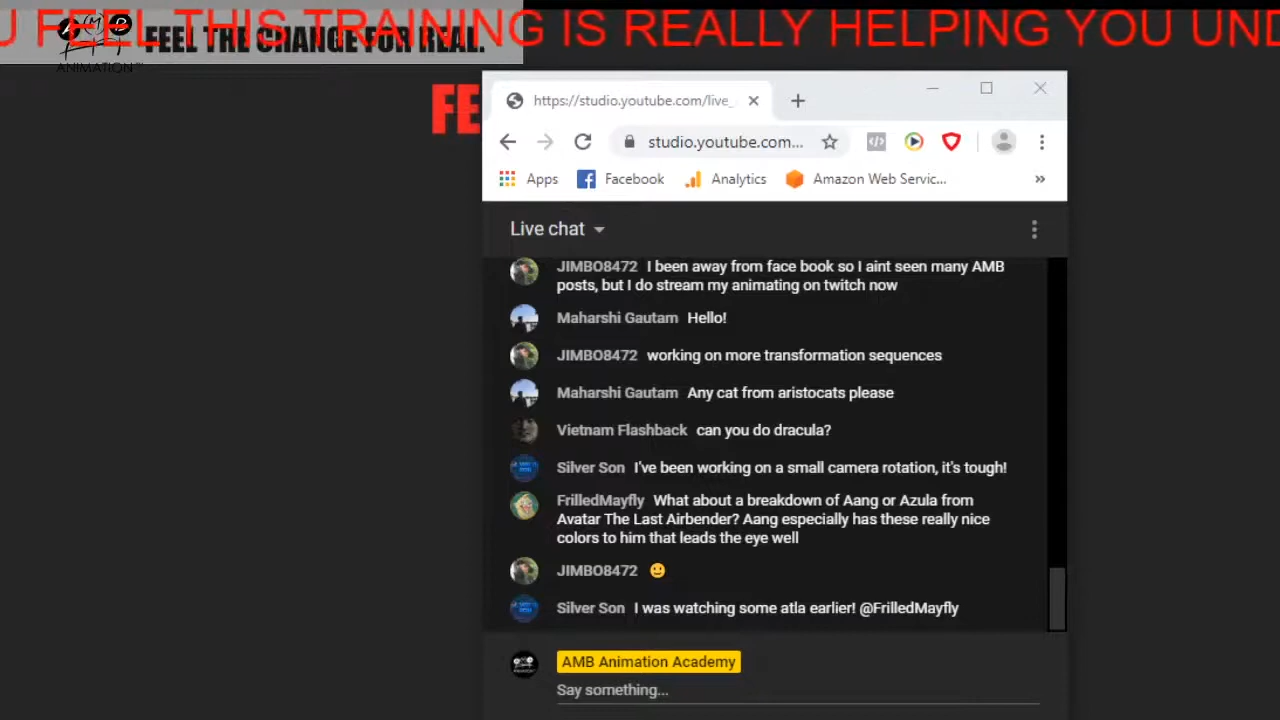 U FEEL THIS TRAINING IS REALLY HELPING YOU UND
AMB
ANIMATION™
FEEL THE CHANGE FOR REAL.
FE
https://studio.youtube.com/live_
studio.youtube.com...
Apps Facebook Analytics Amazon Web Servic... »
Live chat
JIMBO8472 I been away from face book so I aint seen many AMB
posts, but I do stream my animating on twitch now
Maharshi Gautam Hello!
JIMBO8472 working on more transformation sequences
Maharshi Gautam Any cat from aristocats please
Vietnam Flashback can you do dracula?
Silver Son I've been working on a small camera rotation, it's tough!
FrilledMayfly What about a breakdown of Aang or Azula from
Avatar The Last Airbender? Aang especially has these really nice
colors to him that leads the eye well
JIMBO8472 🙂
Silver Son I was watching some atla earlier! @FrilledMayfly
AMB Animation Academy
Say something...